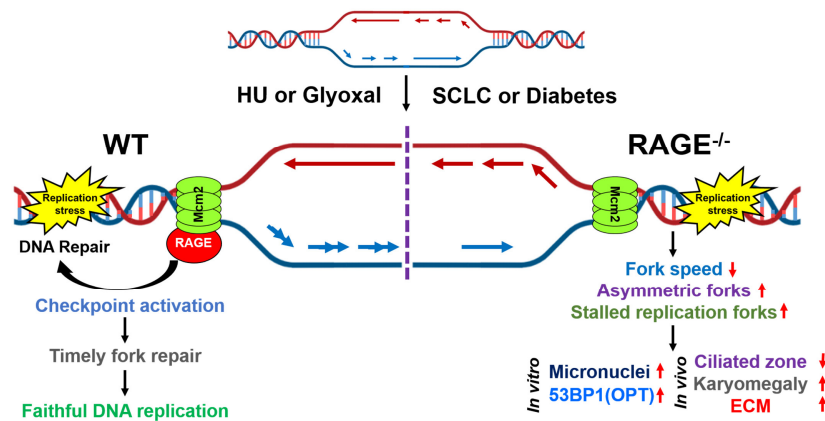 HU or Glyoxal
SCLC or Diabetes
WT
RAGE-/-
Replication
stress
Mcm2
RAGE
DNA Repair
Checkpoint activation
Timely fork repair
Faithful DNA replication
Mcm2
Replication
stress
Fork speed ↓
Asymmetric forks ↑
Stalled replication forks ↑
In vitro
Micronuclei ↑
53BP1(OPT) ↑
In vivo
Ciliated zone ↓
Karyomegaly ↑
ECM ↑